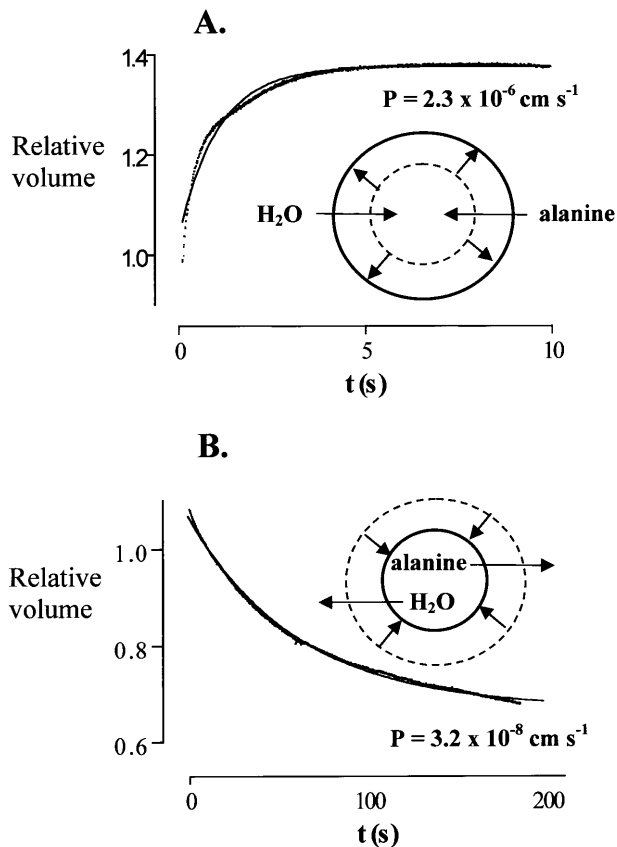 A.
1.4
P = 2.3 x 10⁻⁶ cm s⁻¹
Relative
volume
1.2
H₂O
alanine
1.0
0
5
10
t (s)
B.
1.0
alanine
Relative
volume
H₂O
0.8
P = 3.2 x 10⁻⁸ cm s⁻¹
0.6
0
100
200
t (s)